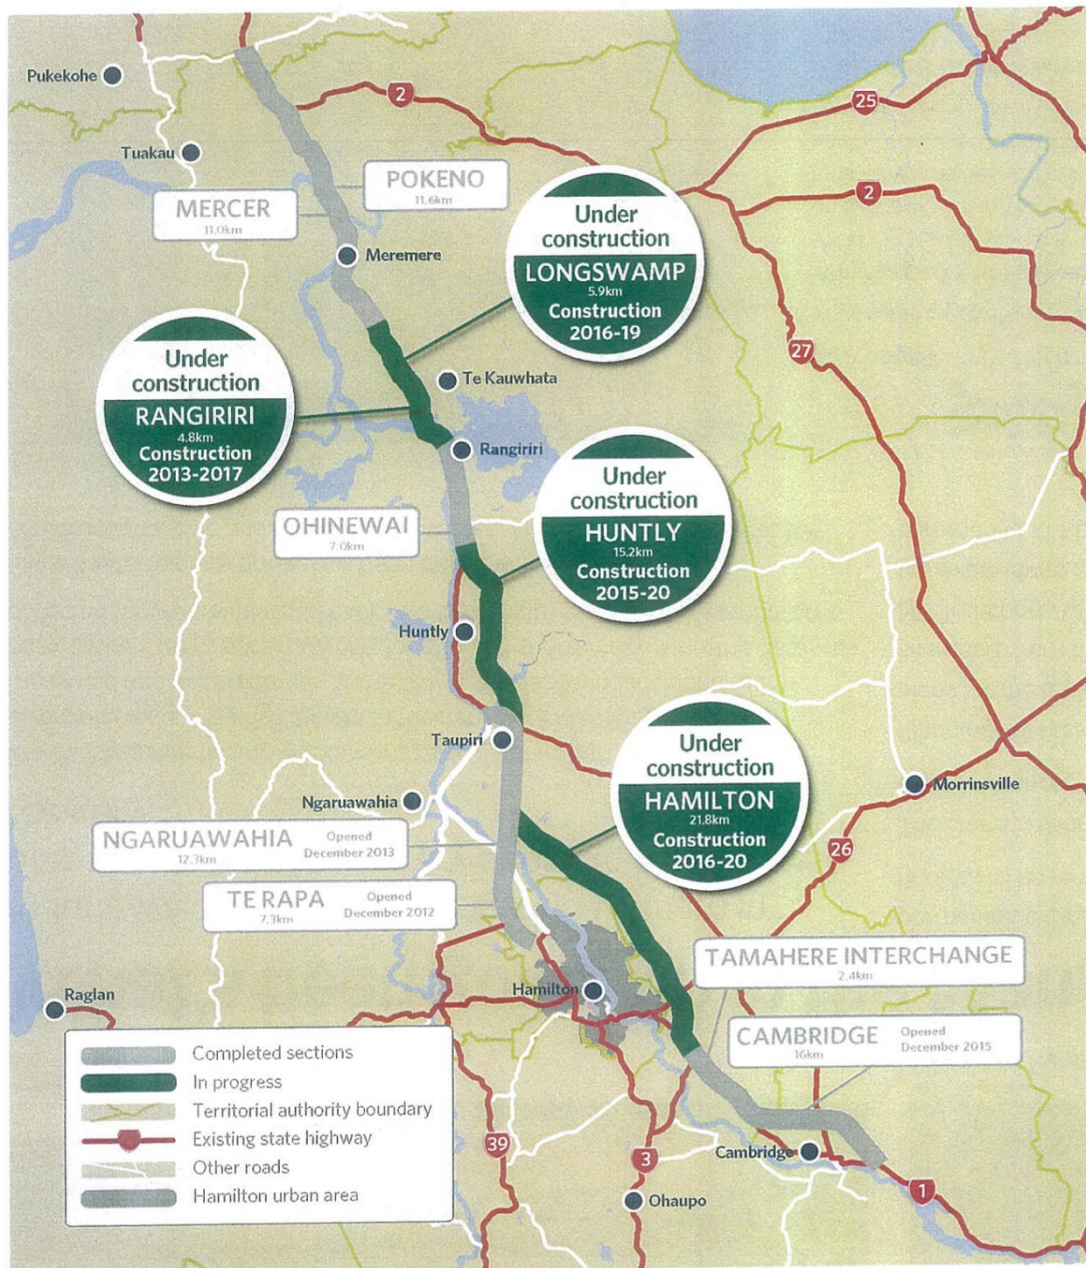 Pukekohe
2
25
Tuakau
POKENO
11.6km
MERCER
11.0km
2
Meremere
Under
construction
LONGSWAMP
5.9km
Construction
2016-19
27
Under
construction
RANGIRIRI
4.8km
Construction
2013-2017
Te Kauwhata
Rangiriri
OHINEWAI
7.0km
Under
construction
HUNTLY
15.2km
Construction
2015-20
Huntly
Taupiri
Under
construction
HAMILTON
21.8km
Construction
2016-20
Morrinsville
Ngaruawahia
NGARUAWAHIA
12.3km
Opened
December 2013
26
TE RAPA
7.3km
Opened
December 2012
TAMAHERE INTERCHANGE
2.4km
Hamilton
Raglan
CAMBRIDGE
16km
Opened
December 2015
Completed sections
In progress
Territorial authority boundary
Existing state highway
Other roads
Hamilton urban area
39
3
Cambridge
1
Ohaupo